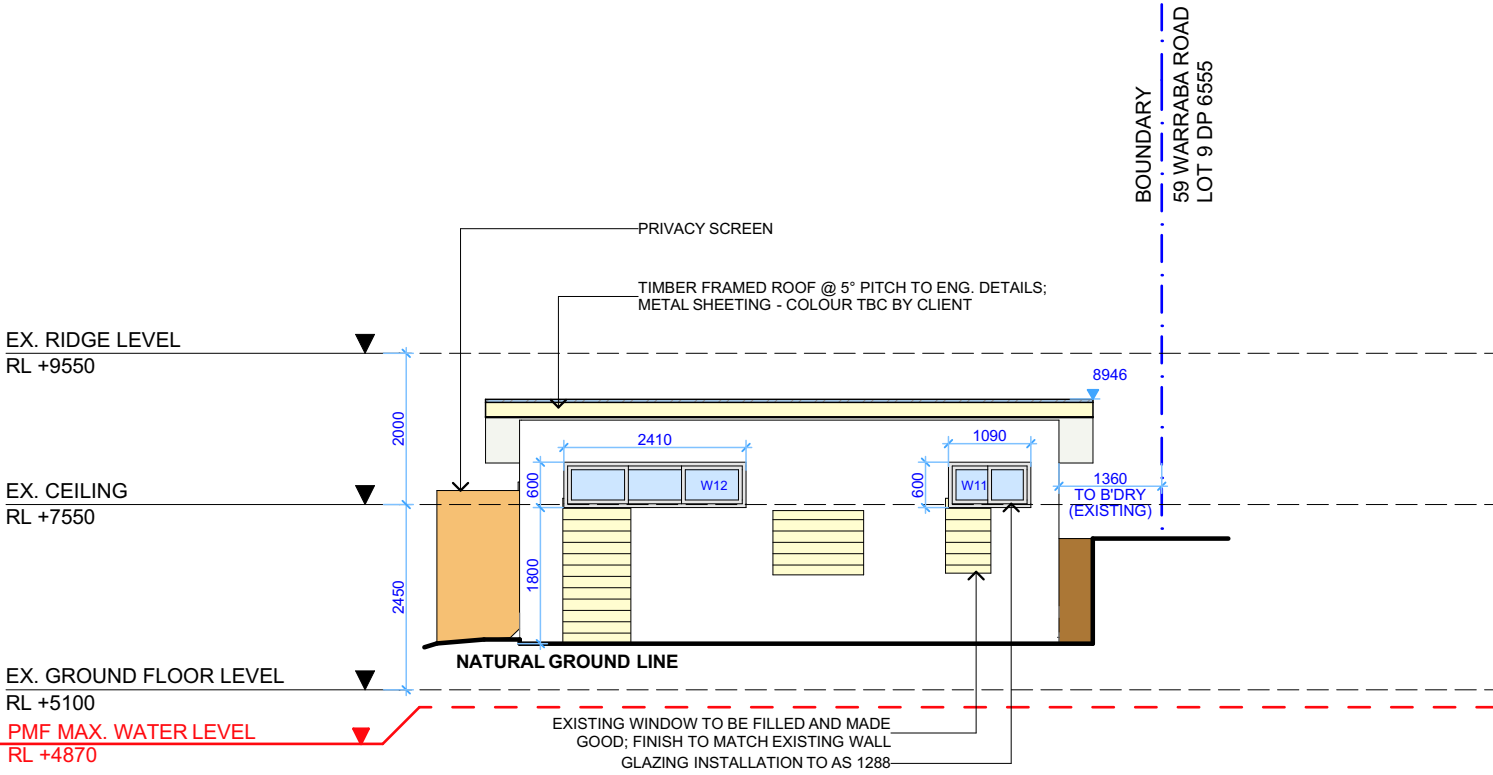 BOUNDARY
59 WARRABA ROAD
LOT 9 DP 6555
PRIVACY SCREEN
TIMBER FRAMED ROOF @ 5° PITCH TO ENG. DETAILS;
METAL SHEETING - COLOUR TBC BY CLIENT
EX. RIDGE LEVEL
RL +9550
8946
2000
2410
1090
600
W12
600
W11
1360
TO B'DRY
(EXISTING)
EX. CEILING
RL +7550
2450
1800
NATURAL GROUND LINE
EX. GROUND FLOOR LEVEL
RL +5100
PMF MAX. WATER LEVEL
RL +4870
EXISTING WINDOW TO BE FILLED AND MADE
GOOD; FINISH TO MATCH EXISTING WALL
GLAZING INSTALLATION TO AS 1288